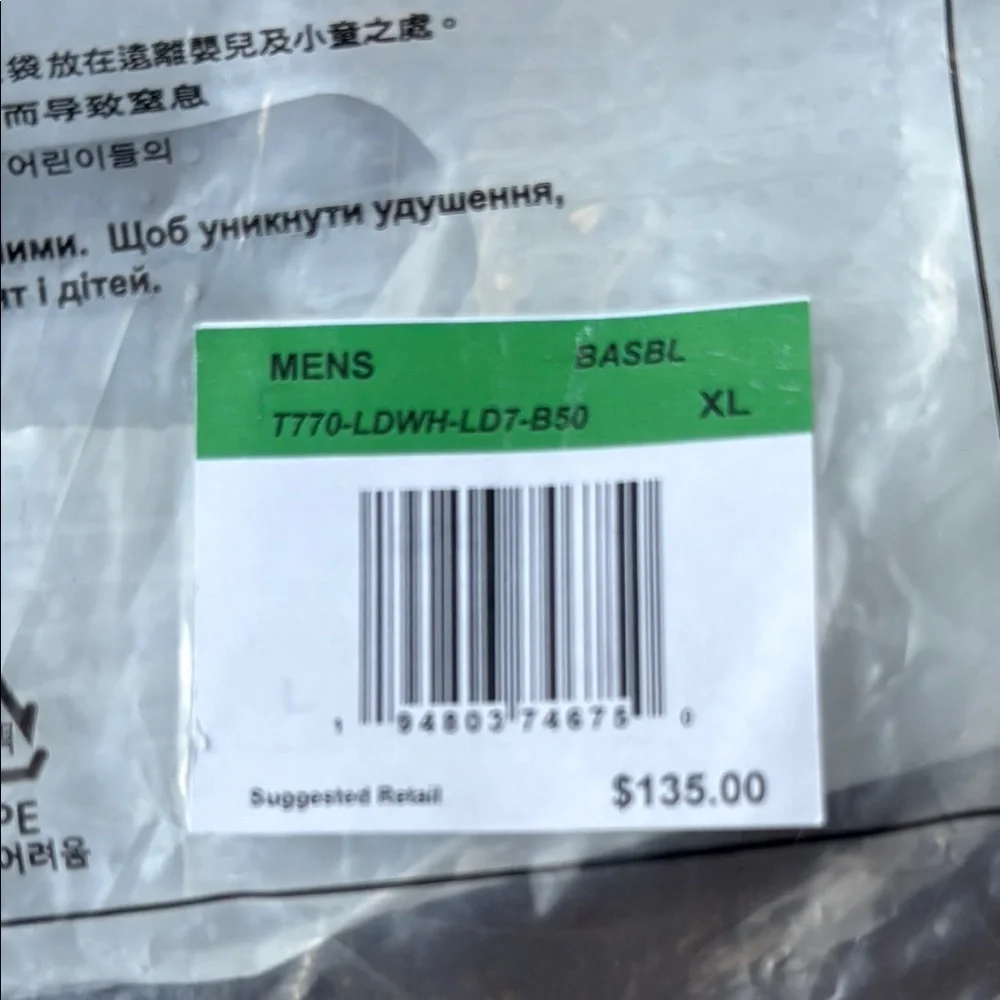 袋放在遠離嬰兒及小童之處。
而导致窒息
어린이들의
ними. Щоб уникнути удушення,
ят і дітей.
MENS BASBL
T770-LDWH-LD7-B50 XL
1 94803 74675 0
Suggested Retail $135.00
PE
어려움